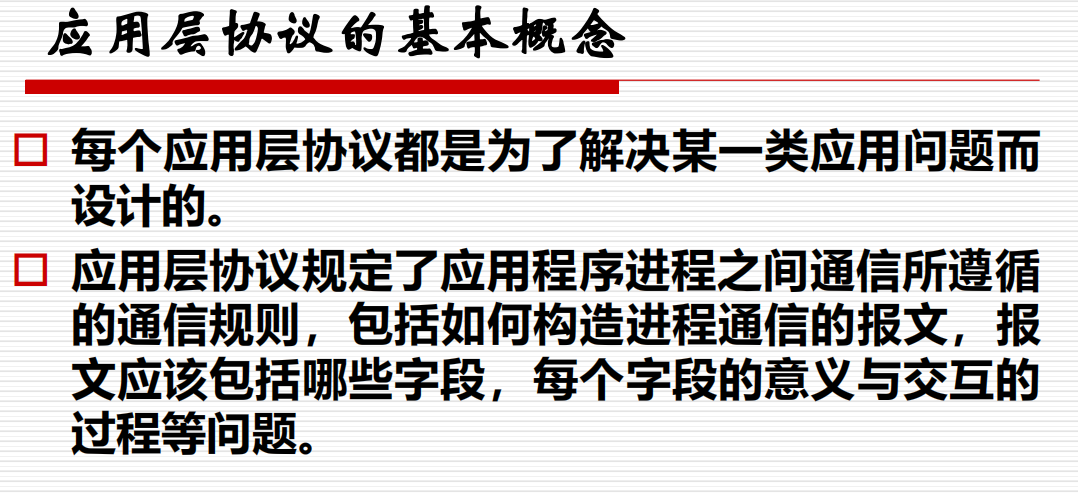 应用层协议的基本概念
每个应用层协议都是为了解决某一类应用问题而
设计的。
应用层协议规定了应用程序进程之间通信所遵循
的通信规则，包括如何构造进程通信的报文，报
文应该包括哪些字段，每个字段的意义与交互的
过程等问题。